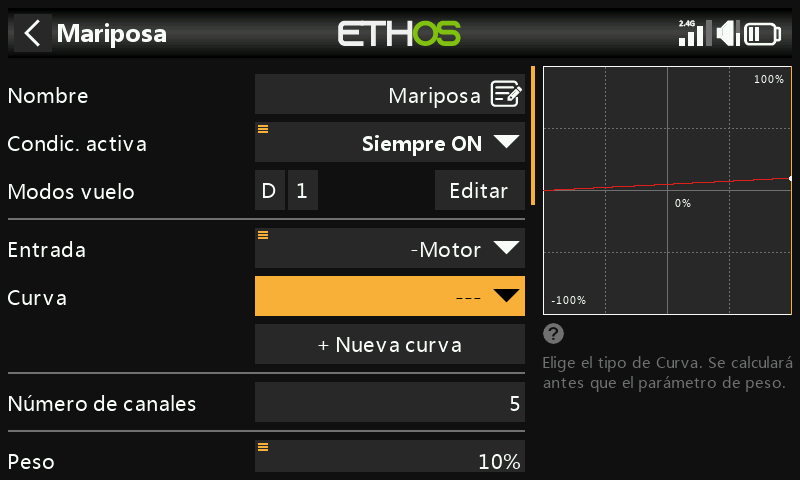 Mariposa
ETHOS
2.4G
Nombre
Mariposa
Condic. activa
Siempre ON
Modos vuelo
D
1
Editar
Entrada
-Motor
Curva
---
+ Nueva curva
Número de canales
5
Peso
10%
100%
0%
-100%
?
Elige el tipo de Curva. Se calculará
antes que el parámetro de peso.